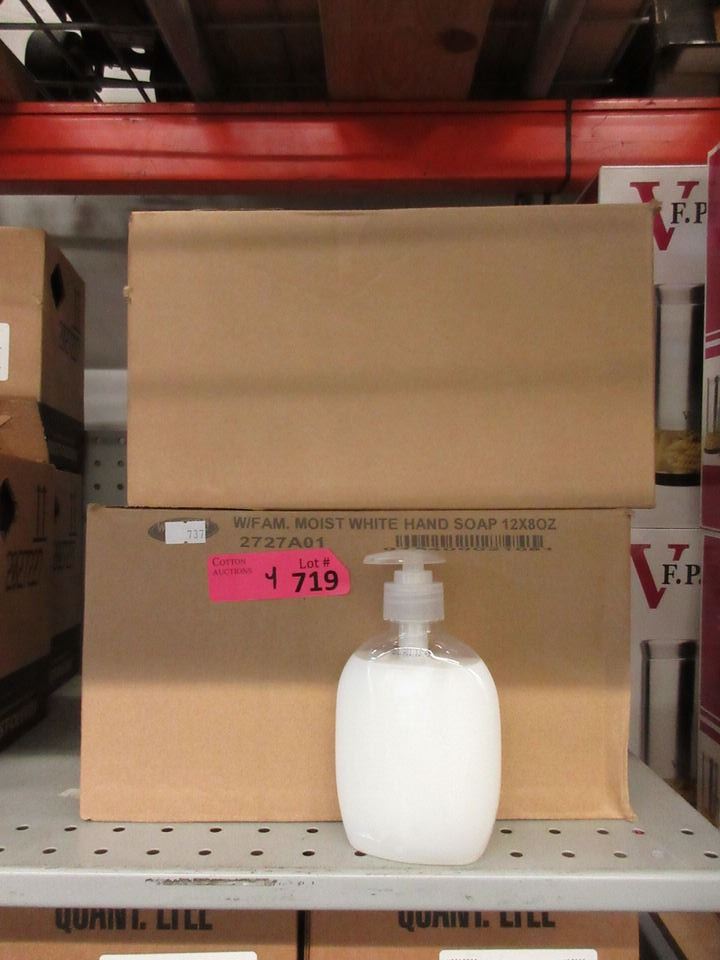 V F.P
W/FAM. MOIST WHITE HAND SOAP 12X8OZ
737
2727A01
COTTON
AUCTIONS
4
Lot #
719
V F.P.
QUANT. LTEE
QUANT. LTEE